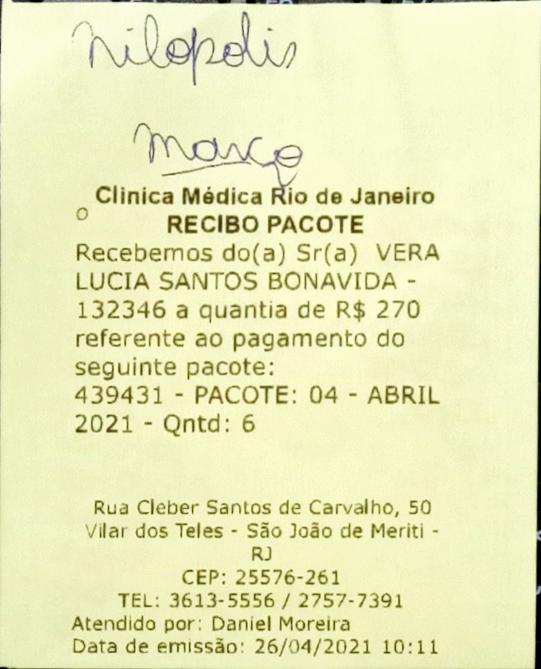 Nilopolis
março
Clinica Médica Rio de Janeiro
RECIBO PACOTE
Recebemos do(a) Sr(a) VERA
LUCIA SANTOS BONAVIDA -
132346 a quantia de R$ 270
referente ao pagamento do
seguinte pacote:
439431 - PACOTE: 04 - ABRIL
2021 - Qntd: 6
Rua Cleber Santos de Carvalho, 50
Vilar dos Teles - São João de Meriti -
RJ
CEP: 25576-261
TEL: 3613-5556 / 2757-7391
Atendido por: Daniel Moreira
Data de emissão: 26/04/2021 10:11